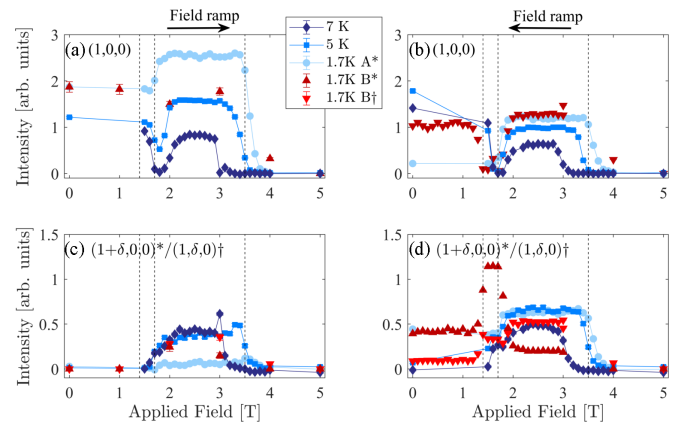 Field ramp
Field ramp
7 K
5 K
1.7K A*
1.7K B*
1.7K B†
(a) (1,0,0)
(b) (1,0,0)
Intensity [arb. units]
3
2
1
0
3
2
1
0
0 1 2 3 4 5
0 1 2 3 4 5
(c) (1+δ,0,0)*/(1,δ,0)†
(d) (1+δ,0,0)*/(1,δ,0)†
Intensity [arb. units]
1.5
1
0.5
0
1.5
1
0.5
0
0 1 2 3 4 5
0 1 2 3 4 5
Applied Field [T]
Applied Field [T]